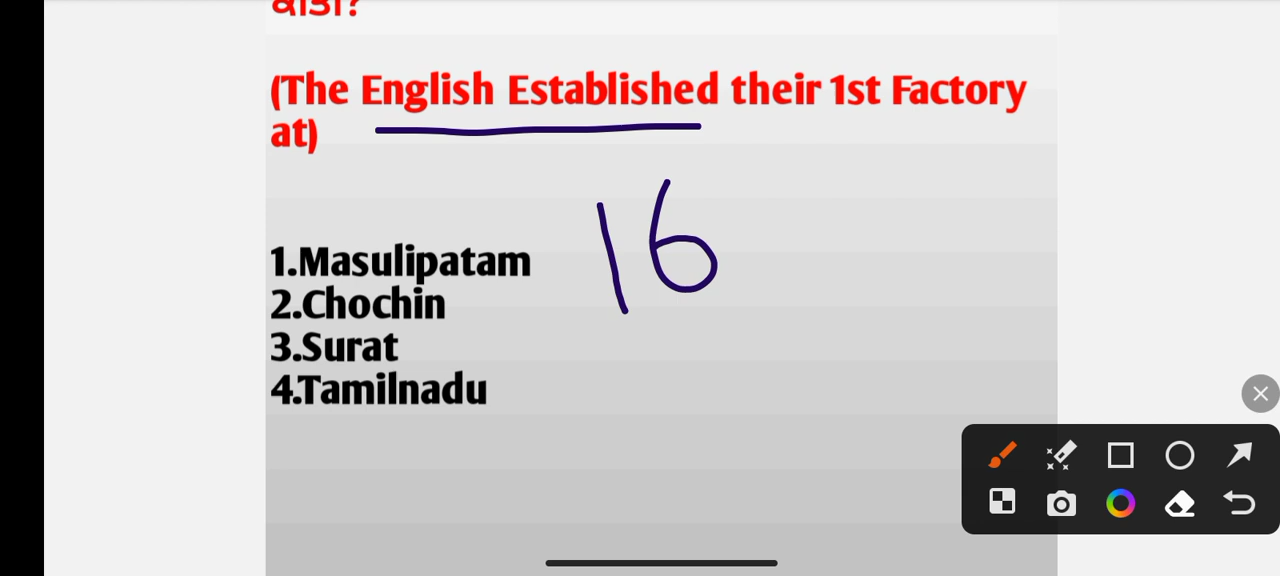 (The English Established their 1st Factory
at)
16
1.Masulipatam
2.Chochin
3.Surat
4.Tamilnadu